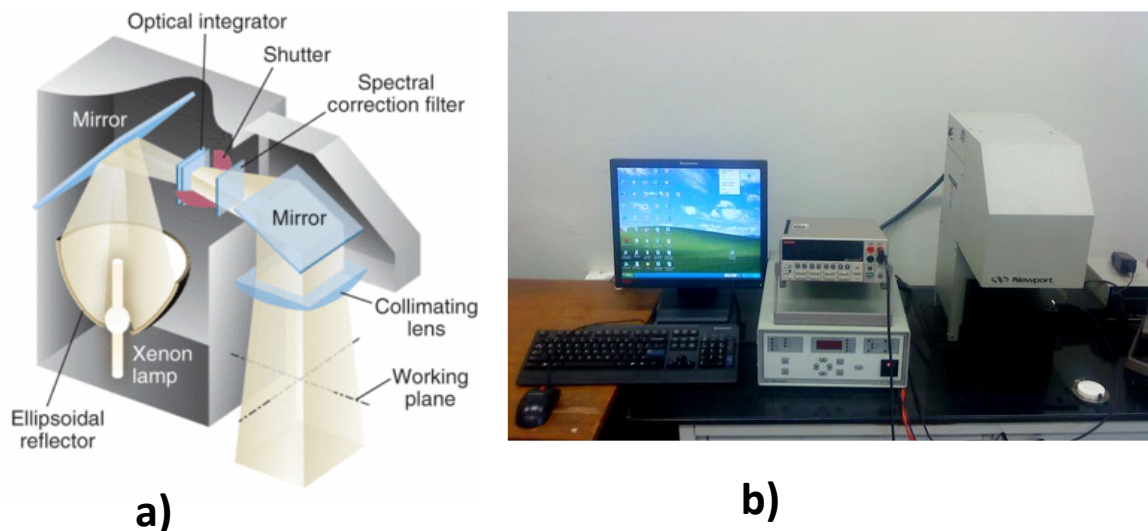 Optical integrator
Shutter
Spectral
correction filter
Mirror
Mirror
Collimating
lens
Xenon
lamp
Working
plane
Ellipsoidal
reflector
Newport
a)
b)